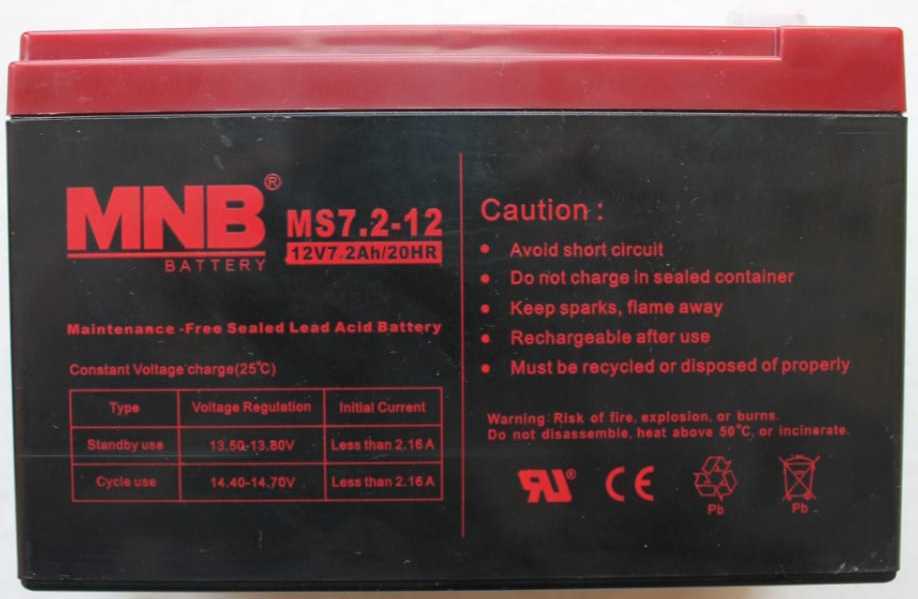 MNB®
BATTERY
MS7.2-12
12V7.2Ah/20HR
Maintenance -Free Sealed Lead Acid Battery
Constant Voltage charge(25℃)
Type Voltage Regulation Initial Current
Standby use 13.50-13.80V Less than 2.16 A
Cycle use 14.40-14.70V Less than 2.16 A
Caution :
• Avoid short circuit
• Do not charge in sealed container
• Keep sparks, flame away
• Rechargeable after use
• Must be recycled or disposed of properly
Warning: Risk of fire, explosion, or burns.
Do not disassemble, heat above 50℃, or incinerate.
RU® CE
Pb Pb